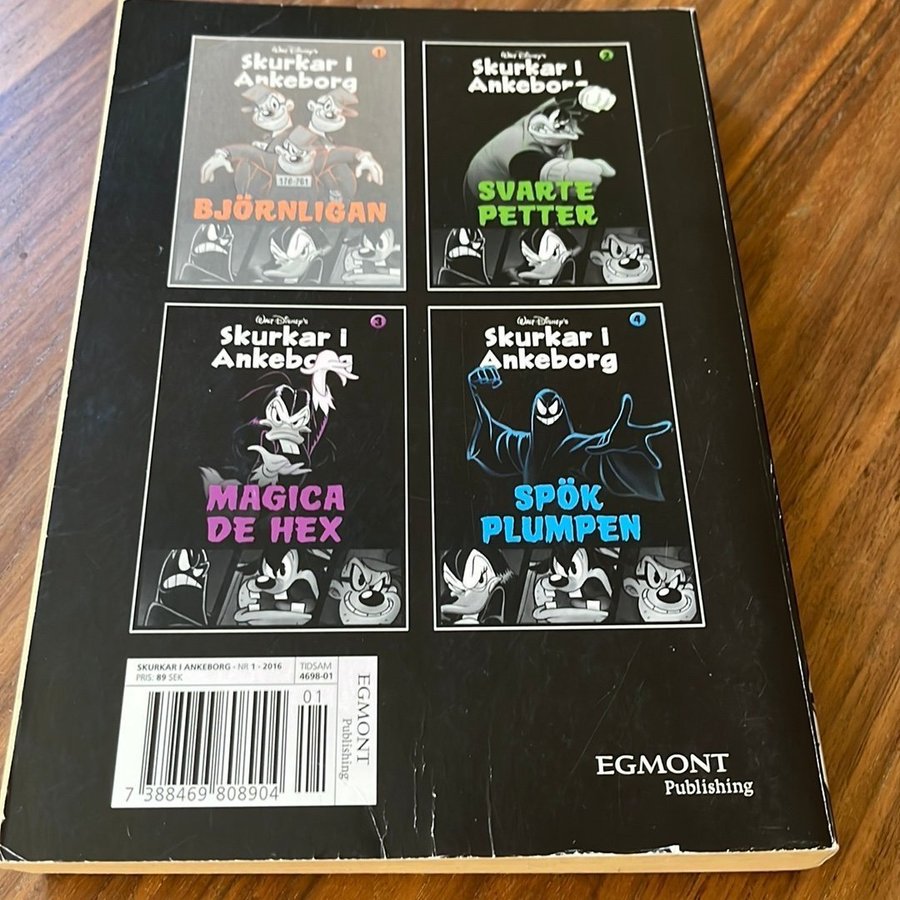 Walt Disney's
1
Skurkar i
Ankeborg
176-761
BJÖRNLIGAN
Walt Disney's
2
Skurkar i
Ankeborg
SVARTE
PETTER
Walt Disney's
3
Skurkar i
Ankeborg
MAGICA
DE HEX
Walt Disney's
4
Skurkar i
Ankeborg
SPÖK
PLUMPEN
SKURKAR I ANKEBORG - NR 1 - 2016
PRIS: 89 SEK
TIDSAM
4698-01
01
7 388469 808904
EGMONT
Publishing
EGMONT
Publishing